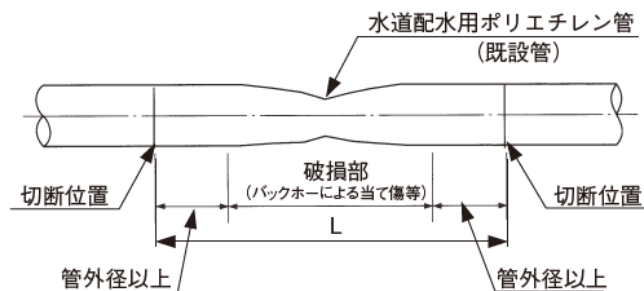 水道配水用ポリエチレン管
(既設管)
切断位置
破損部
(バックホーによる当て傷等)
切断位置
L
管外径以上
管外径以上